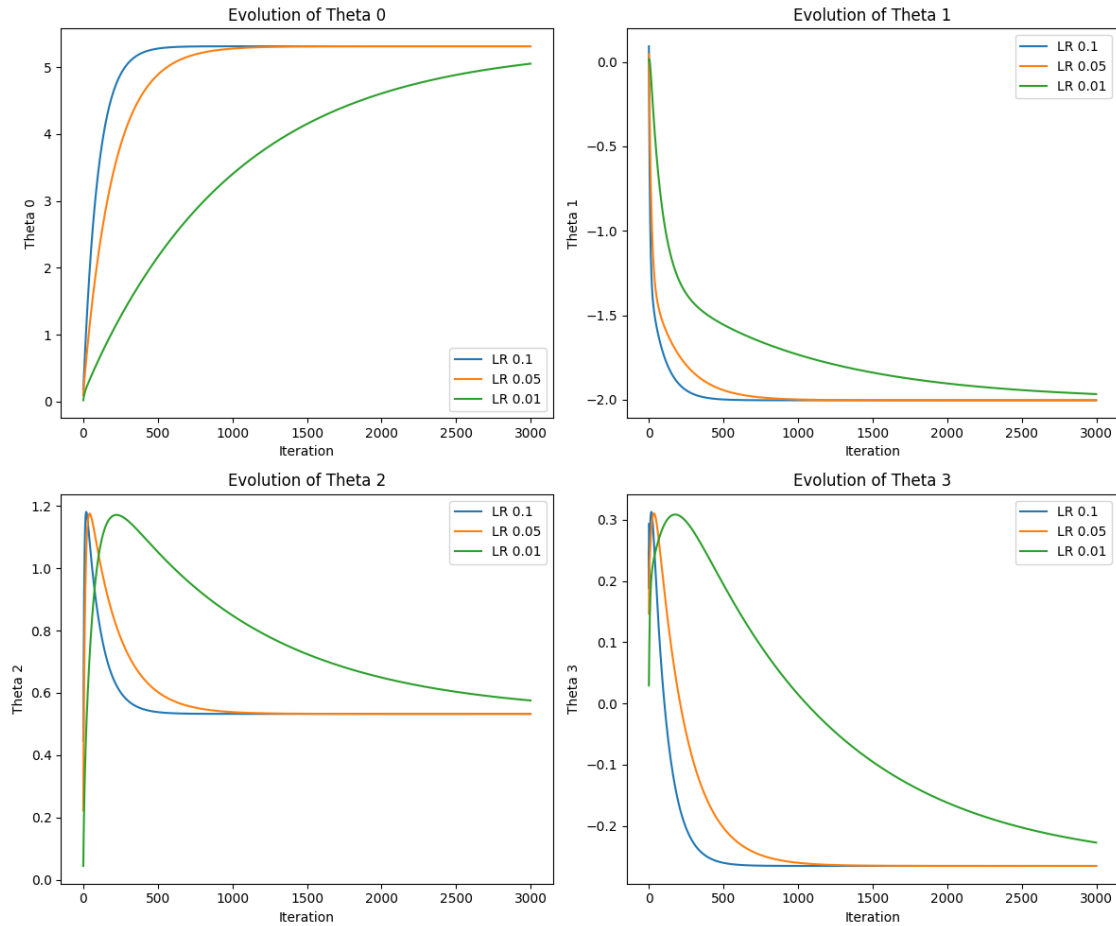 Evolution of Theta 0
Theta 0
5
4
3
2
1
0
LR 0.1
LR 0.05
LR 0.01
0 500 1000 1500 2000 2500 3000
Iteration
Evolution of Theta 1
Theta 1
0.0
−0.5
−1.0
−1.5
−2.0
LR 0.1
LR 0.05
LR 0.01
0 500 1000 1500 2000 2500 3000
Iteration
Evolution of Theta 2
Theta 2
1.2
1.0
0.8
0.6
0.4
0.2
0.0
LR 0.1
LR 0.05
LR 0.01
0 500 1000 1500 2000 2500 3000
Iteration
Evolution of Theta 3
Theta 3
0.3
0.2
0.1
0.0
−0.1
−0.2
LR 0.1
LR 0.05
LR 0.01
0 500 1000 1500 2000 2500 3000
Iteration